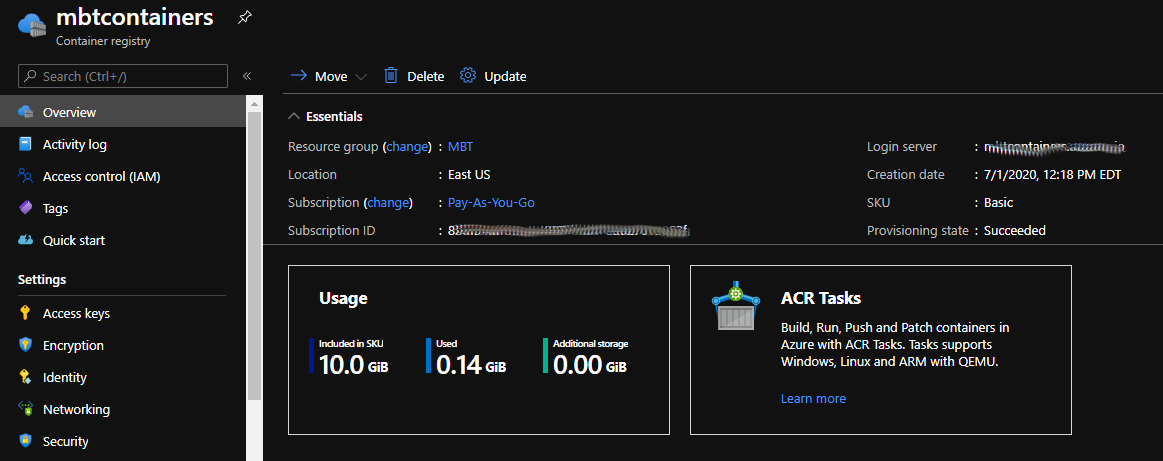 mbtcontainers
Container registry
Search (Ctrl+/)
«
Overview
Activity log
Access control (IAM)
Tags
Quick start
Settings
Access keys
Encryption
Identity
Networking
Security
Move
Delete
Update
Essentials
Resource group (change) : MBT
Location : East US
Subscription (change) : Pay-As-You-Go
Subscription ID :
Login server :
Creation date : 7/1/2020, 12:18 PM EDT
SKU : Basic
Provisioning state : Succeeded
Usage
Included in SKU
10.0 GiB
Used
0.14 GiB
Additional storage
0.00 GiB
ACR Tasks
Build, Run, Push and Patch containers in
Azure with ACR Tasks. Tasks supports
Windows, Linux and ARM with QEMU.
Learn more